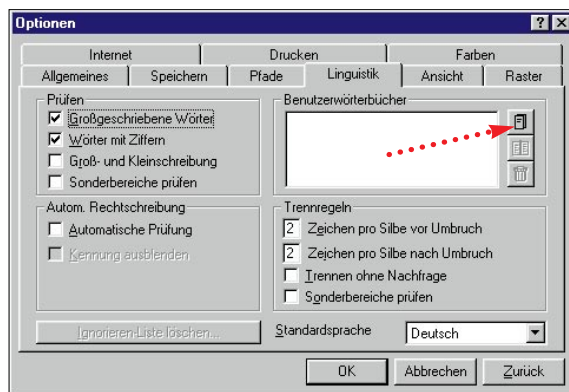 Optionen
Internet
Drucken
Farben
Allgemeines
Speichern
Pfade
Linguistik
Ansicht
Raster
Prüfen
Großgeschriebene Wörter
Wörter mit Ziffern
Groß- und Kleinschreibung
Sonderbereiche prüfen
Benutzerwörterbücher
Autom. Rechtschreibung
Automatische Prüfung
Kennung ausblenden
Trennregeln
2 Zeichen pro Silbe vor Umbruch
2 Zeichen pro Silbe nach Umbruch
Trennen ohne Nachfrage
Sonderbereiche prüfen
Ignorieren-Liste löschen...
Standardsprache
Deutsch
OK
Abbrechen
Zurück